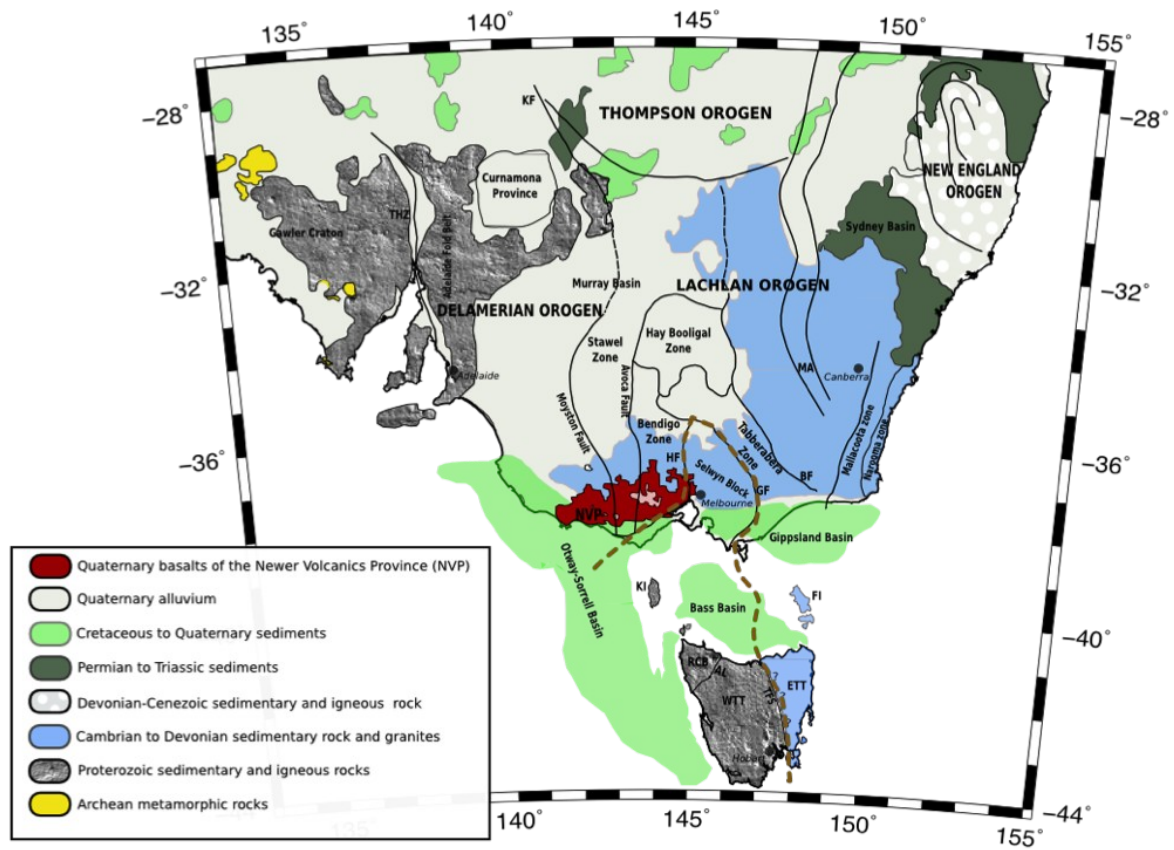 135°
140°
145°
150°
155°
−28°
−28°
KF
THOMPSON OROGEN
Curnamona
Province
NEW ENGLAND
OROGEN
THZ
Gawler Craton
Adelaide Fold Belt
Sydney Basin
−32°
−32°
Murray Basin
LACHLAN OROGEN
DELAMERIAN OROGEN
Hay Booligal
Zone
Stawel
Zone
MA
Canberra
Adelaide
Avoca Fault
Moyston Fault
Bendigo
Zone
Tabberabera
Zone
Mallacoota zone
Narooma zone
−36°
−36°
HF
Selwyn Block
GF
BF
Melbourne
NVP
Gippsland Basin
Otway-Sorrell Basin
KI
Bass Basin
FI
−40°
RCB
AL
WTT
TFS
ETT
Hobart
−44°
140°
145°
150°
155°
135°
Quaternary basalts of the Newer Volcanics Province (NVP)
Quaternary alluvium
Cretaceous to Quaternary sediments
Permian to Triassic sediments
Devonian-Cenezoic sedimentary and igneous rock
Cambrian to Devonian sedimentary rock and granites
Proterozoic sedimentary and igneous rocks
Archean metamorphic rocks